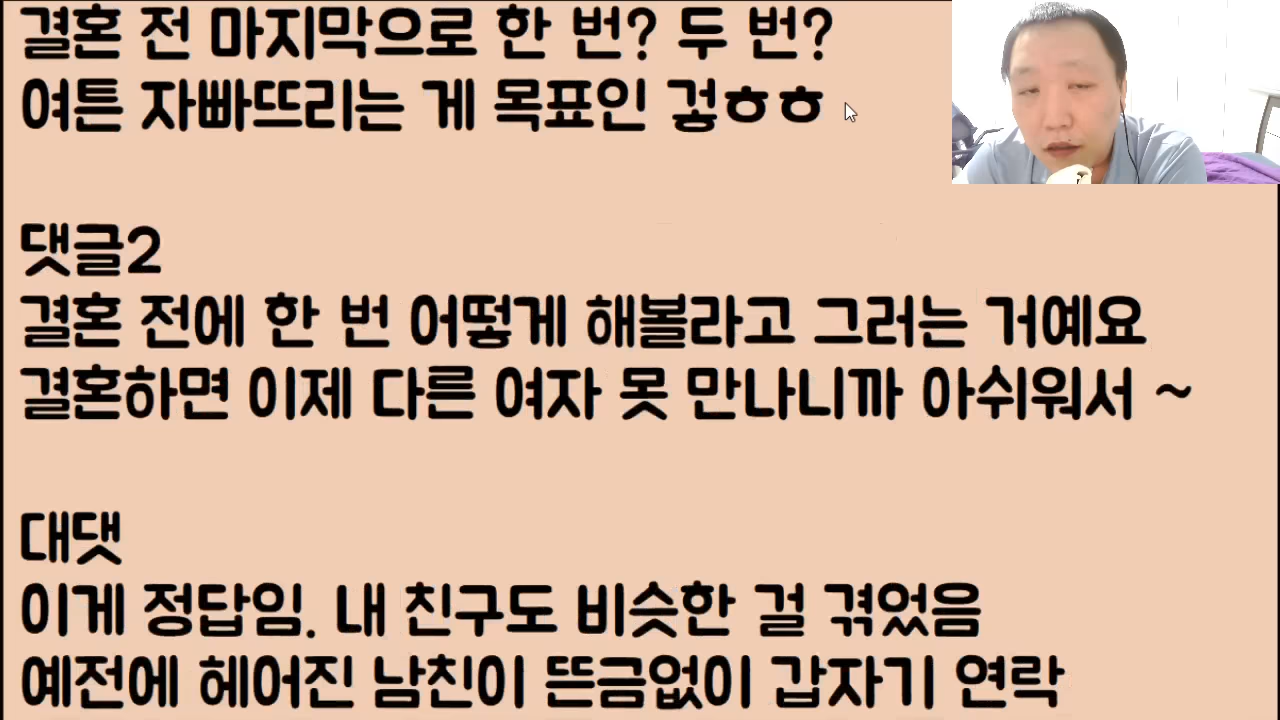 결혼 전 마지막으로 한 번? 두 번?
여튼 자빠뜨리는 게 목표인 겋ㅎㅎ
댓글2
결혼 전에 한 번 어떻게 해볼라고 그러는 거예요
결혼하면 이제 다른 여자 못 만나니까 아쉬워서 ~
대댓
이게 정답임. 내 친구도 비슷한 걸 겪었음
예전에 헤어진 남친이 뜬금없이 갑자기 연락